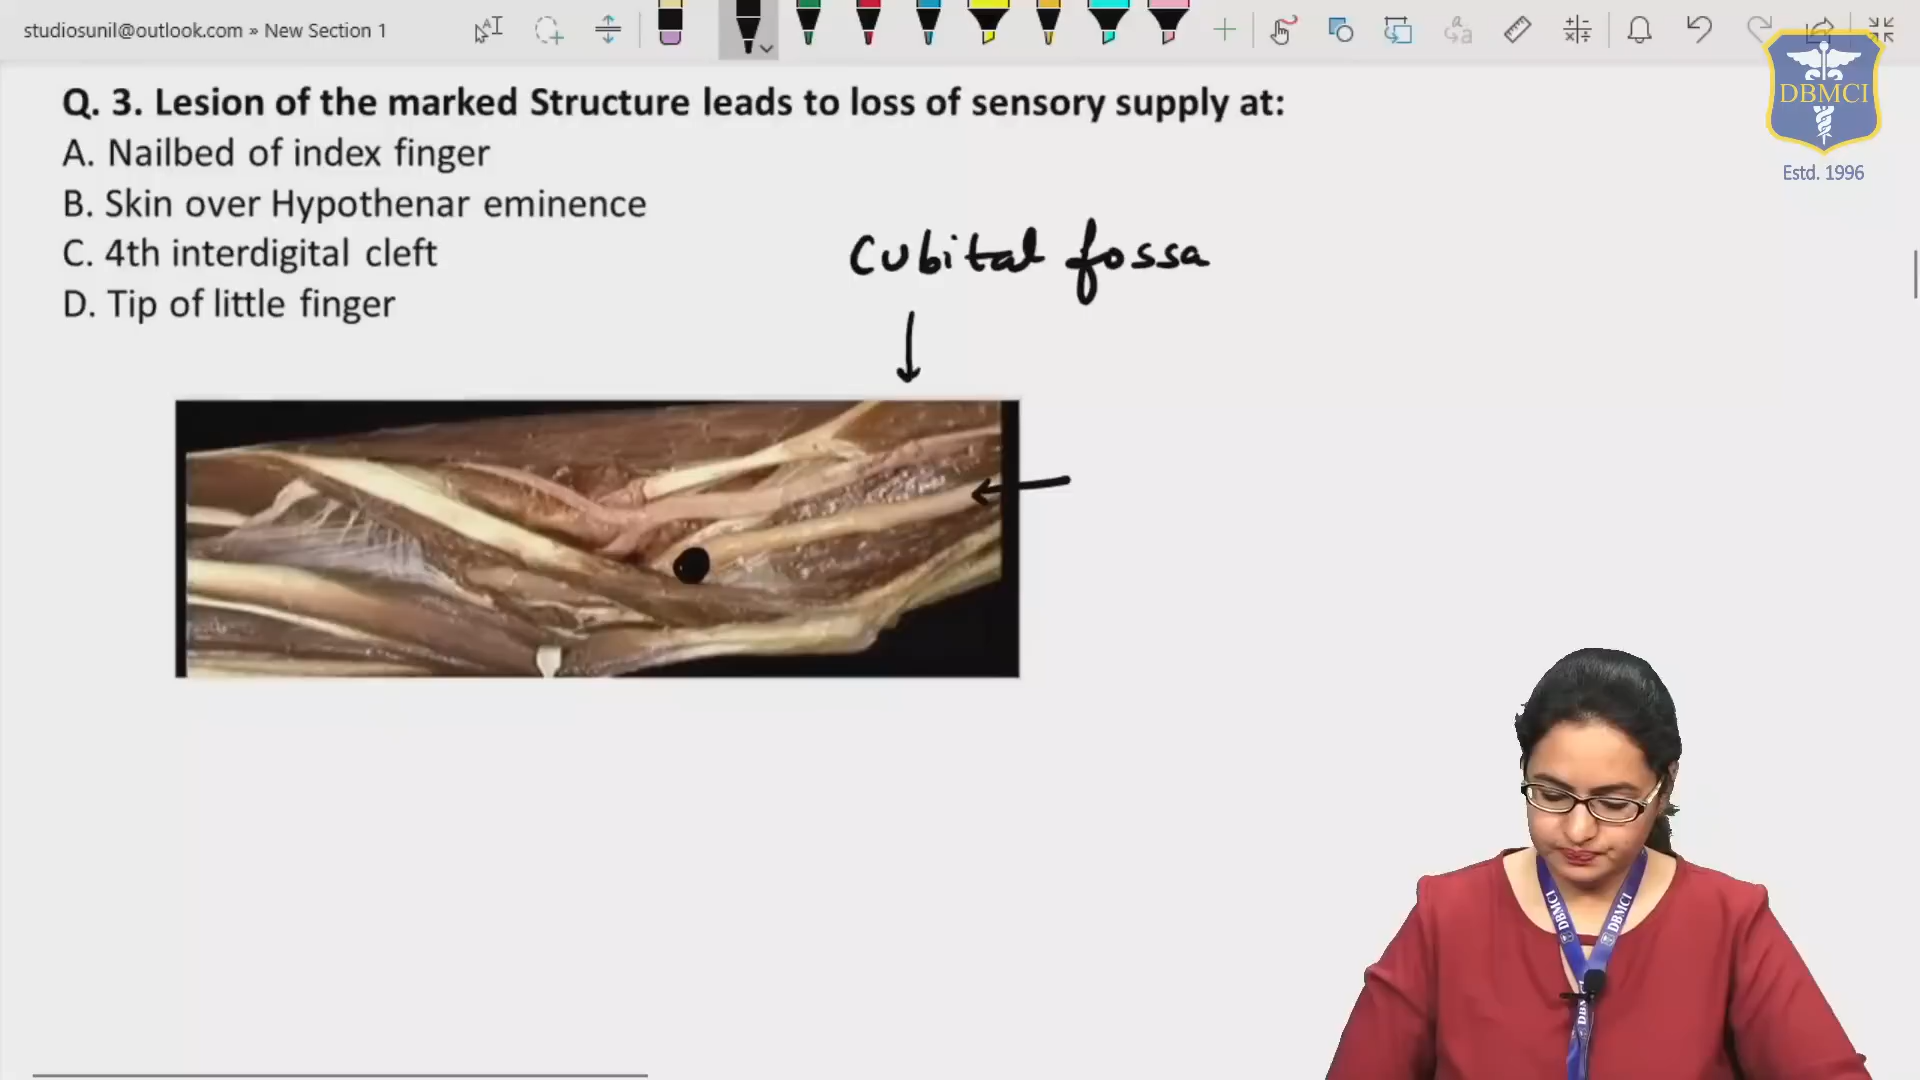 studiosunil@outlook.com » New Section 1
DBMCI
Estd. 1996
Q. 3. Lesion of the marked Structure leads to loss of sensory supply at:
A. Nailbed of index finger
B. Skin over Hypothenar eminence
C. 4th interdigital cleft
D. Tip of little finger
Cubital fossa
DBMCI
DBMCI